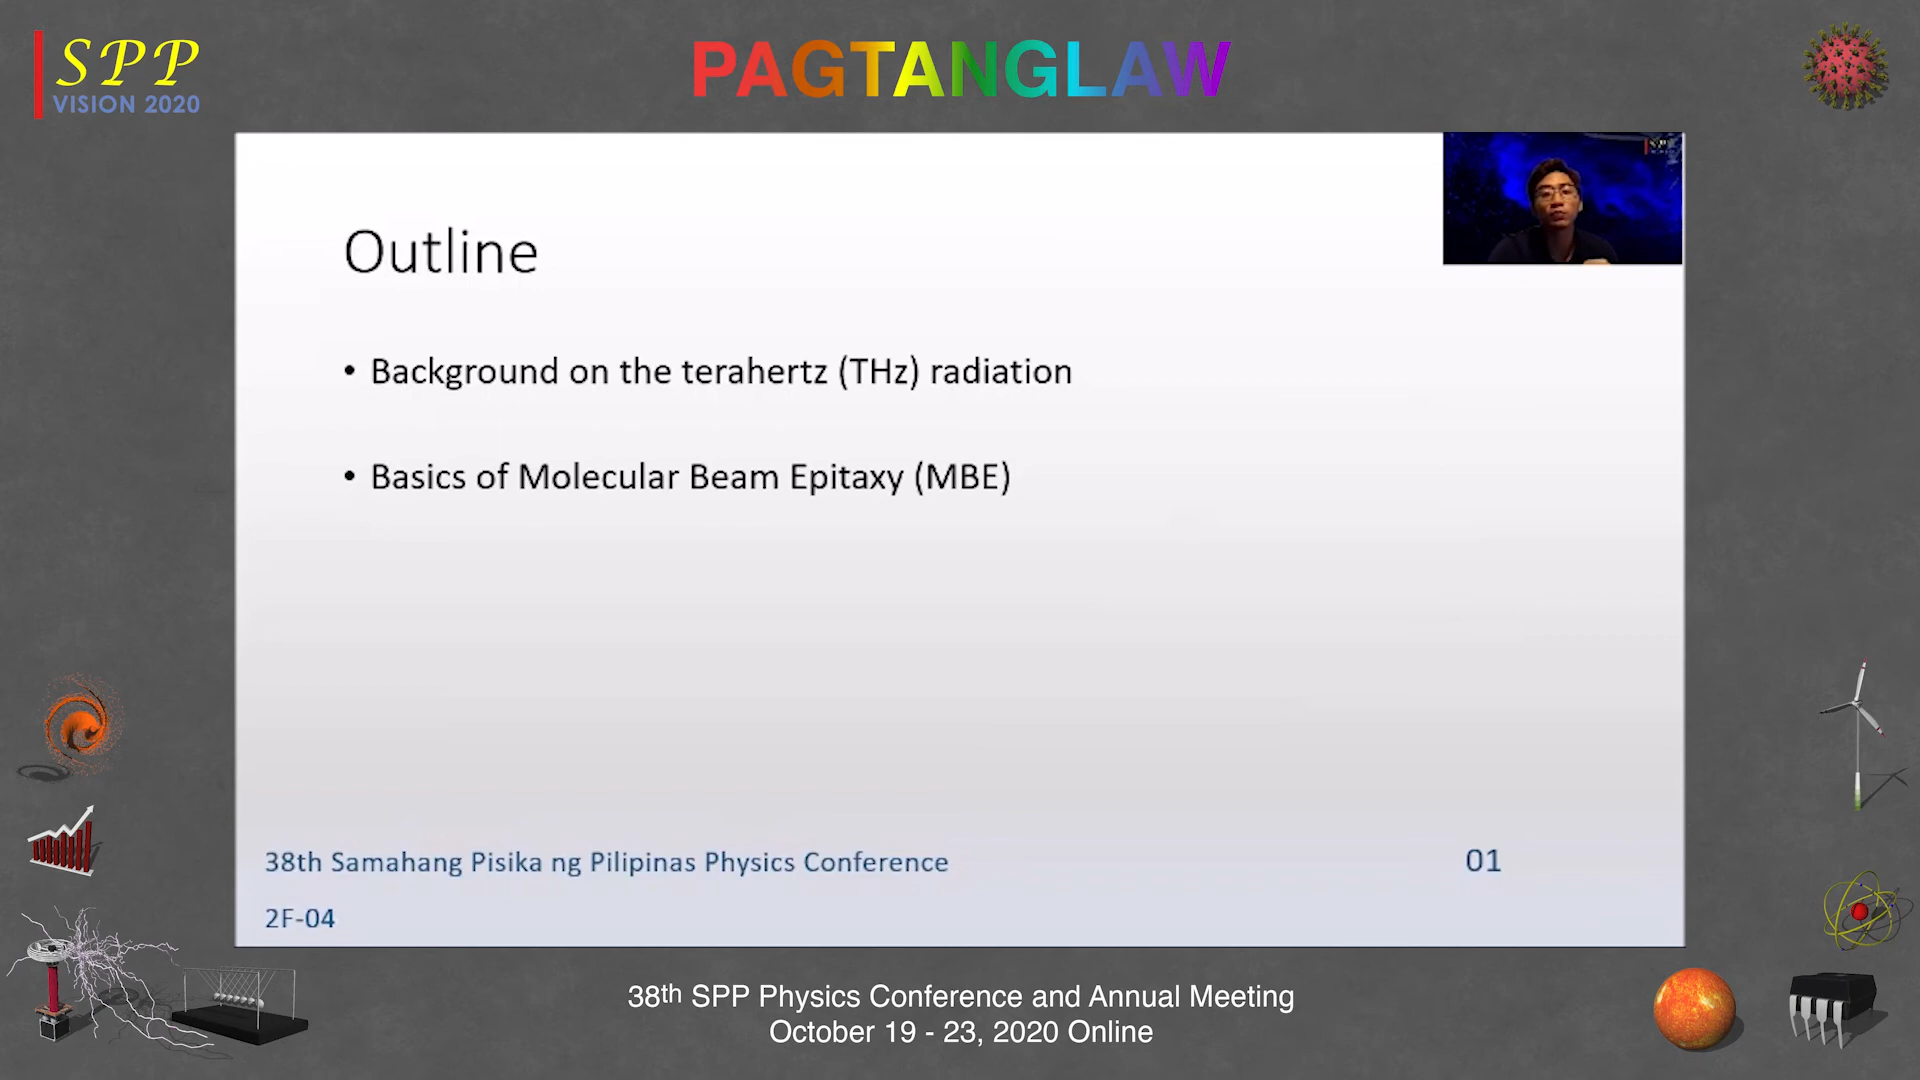 SPP
VISION 2020
PAGTANGLAW
Outline
• Background on the terahertz (THz) radiation
• Basics of Molecular Beam Epitaxy (MBE)
38th Samahang Pisika ng Pilipinas Physics Conference
01
2F-04
38th SPP Physics Conference and Annual Meeting
October 19 - 23, 2020 Online